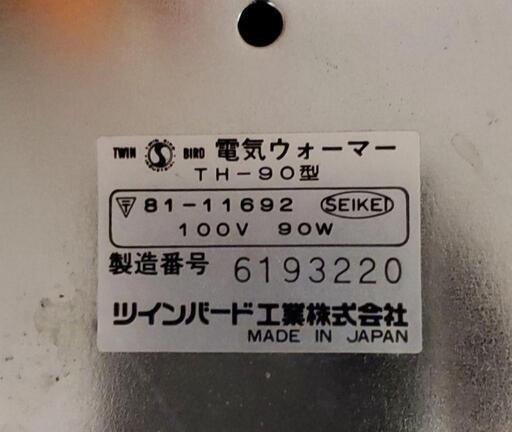 TWIN S BIRD 電気ウォーマー
TH-90型
〒 81-11692 SEIKEI
100V 90W
製造番号 6193220
ツインバード工業株式会社
MADE IN JAPAN